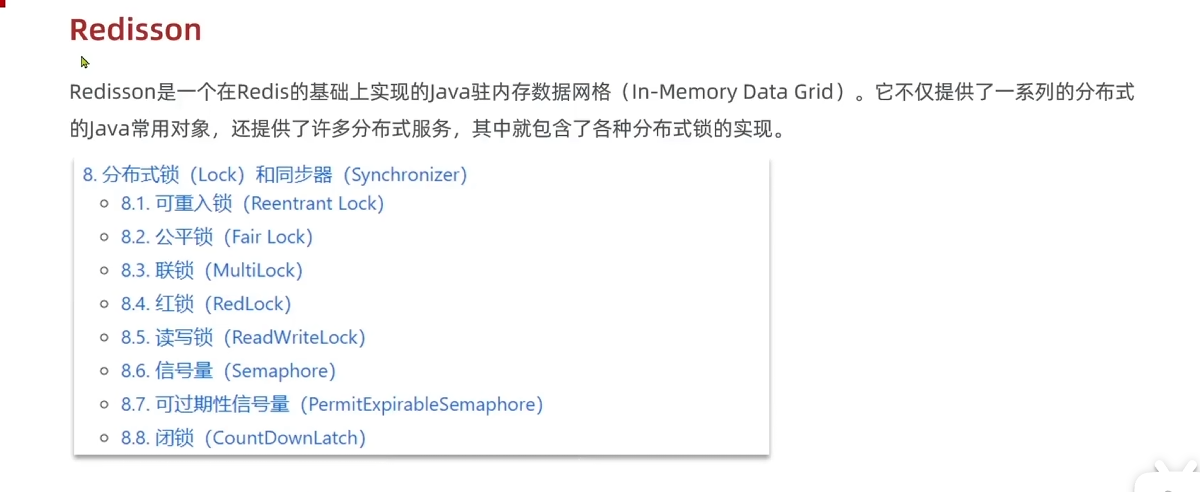 Redisson
Redisson是一个在Redis的基础上实现的Java驻内存数据网格（In-Memory Data Grid）。它不仅提供了一系列的分布式
的Java常用对象，还提供了许多分布式服务，其中就包含了各种分布式锁的实现。
8. 分布式锁（Lock）和同步器（Synchronizer）
8.1. 可重入锁（Reentrant Lock）
8.2. 公平锁（Fair Lock）
8.3. 联锁（MultiLock）
8.4. 红锁（RedLock）
8.5. 读写锁（ReadWriteLock）
8.6. 信号量（Semaphore）
8.7. 可过期性信号量（PermitExpirableSemaphore）
8.8. 闭锁（CountDownLatch）